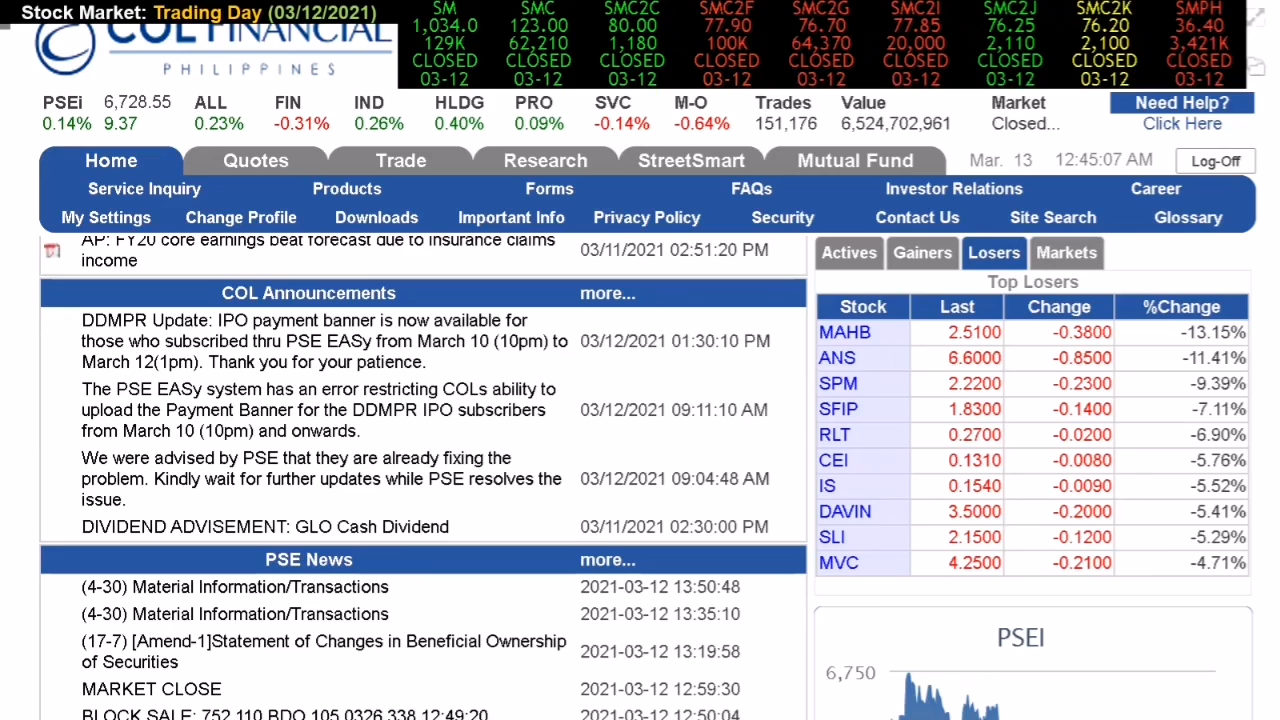 Stock Market: Trading Day (03/12/2021)
COL FINANCIAL
PHILIPPINES
SM SMC SMC2C SMC2F SMC2G SMC2I SMC2J SMC2K SMPH
1,034.0 123.00 80.00 77.90 76.70 77.85 76.25 76.20 36.40
129K 62,210 1,180 100K 64,370 20,000 2,110 2,100 3,421K
CLOSED CLOSED CLOSED CLOSED CLOSED CLOSED CLOSED CLOSED CLOSED
03-12 03-12 03-12 03-12 03-12 03-12 03-12 03-12 03-12
PSEi 6,728.55 ALL FIN IND HLDG PRO SVC M-O Trades Value Market Need Help?
0.14% 9.37 0.23% -0.31% 0.26% 0.40% 0.09% -0.14% -0.64% 151,176 6,524,702,961 Closed... Click Here
Home Quotes Trade Research StreetSmart Mutual Fund Mar. 13 12:45:07 AM Log-Off
Service Inquiry Products Forms FAQs Investor Relations Career
My Settings Change Profile Downloads Important Info Privacy Policy Security Contact Us Site Search Glossary
AP: FY20 core earnings beat forecast due to insurance claims
income 03/11/2021 02:51:20 PM
COL Announcements more...
DDMPR Update: IPO payment banner is now available for
those who subscribed thru PSE EASy from March 10 (10pm) to 03/12/2021 01:30:10 PM
March 12(1pm). Thank you for your patience.
The PSE EASy system has an error restricting COLs ability to
upload the Payment Banner for the DDMPR IPO subscribers 03/12/2021 09:11:10 AM
from March 10 (10pm) and onwards.
We were advised by PSE that they are already fixing the
problem. Kindly wait for further updates while PSE resolves the 03/12/2021 09:04:48 AM
issue.
DIVIDEND ADVISEMENT: GLO Cash Dividend 03/11/2021 02:30:00 PM
PSE News more...
(4-30) Material Information/Transactions 2021-03-12 13:50:48
(4-30) Material Information/Transactions 2021-03-12 13:35:10
(17-7) [Amend-1]Statement of Changes in Beneficial Ownership
of Securities 2021-03-12 13:19:58
MARKET CLOSE 2021-03-12 12:59:30
BLOCK SALE: 752,110 BDO 105.0326 338 12:49:20 2021-03-12 12:50:04
Actives Gainers Losers Markets
Top Losers
Stock Last Change %Change
MAHB 2.5100 -0.3800 -13.15%
ANS 6.6000 -0.8500 -11.41%
SPM 2.2200 -0.2300 -9.39%
SFIP 1.8300 -0.1400 -7.11%
RLT 0.2700 -0.0200 -6.90%
CEI 0.1310 -0.0080 -5.76%
IS 0.1540 -0.0090 -5.52%
DAVIN 3.5000 -0.2000 -5.41%
SLI 2.1500 -0.1200 -5.29%
MVC 4.2500 -0.2100 -4.71%
PSEI
6,750